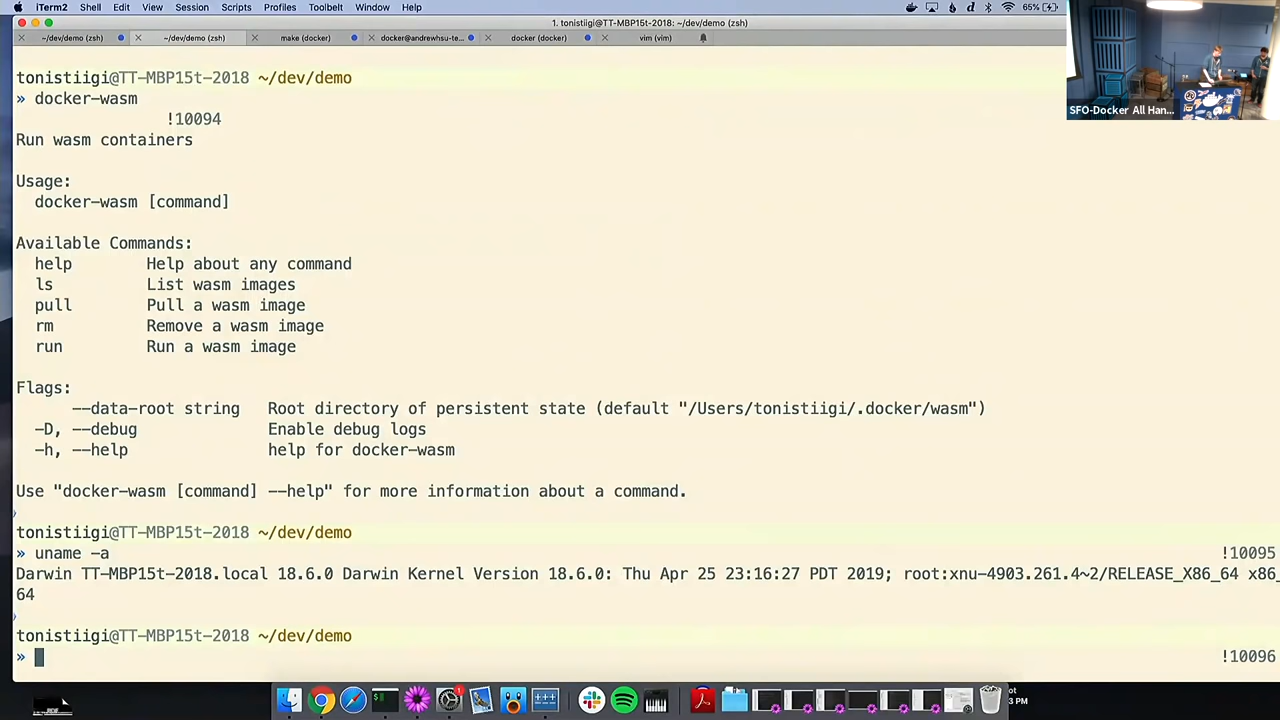 iTerm2 Shell Edit View Session Scripts Profiles Toolbelt Window Help 65%
1. tonistiigi@TT-MBP15t-2018: ~/dev/demo (zsh)
~/dev/demo (zsh) ~/dev/demo (zsh) make (docker) docker@andrewhsu-te... docker (docker) vim (vim)
SFO-Docker All Han...
tonistiigi@TT-MBP15t-2018 ~/dev/demo
» docker-wasm
!10094
Run wasm containers
Usage:
docker-wasm [command]
Available Commands:
help Help about any command
ls List wasm images
pull Pull a wasm image
rm Remove a wasm image
run Run a wasm image
Flags:
--data-root string Root directory of persistent state (default "/Users/tonistiigi/.docker/wasm")
-D, --debug Enable debug logs
-h, --help help for docker-wasm
Use "docker-wasm [command] --help" for more information about a command.
tonistiigi@TT-MBP15t-2018 ~/dev/demo
» uname -a !10095
Darwin TT-MBP15t-2018.local 18.6.0 Darwin Kernel Version 18.6.0: Thu Apr 25 23:16:27 PDT 2019; root:xnu-4903.261.4~2/RELEASE_X86_64 x86_
64
tonistiigi@TT-MBP15t-2018 ~/dev/demo
» !10096
ot
3 PM